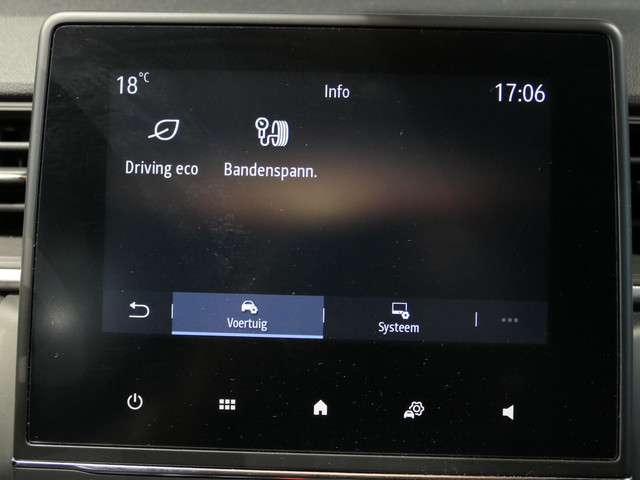 18°C
Info
17:06
Driving eco
Bandenspann.
Voertuig
Systeem